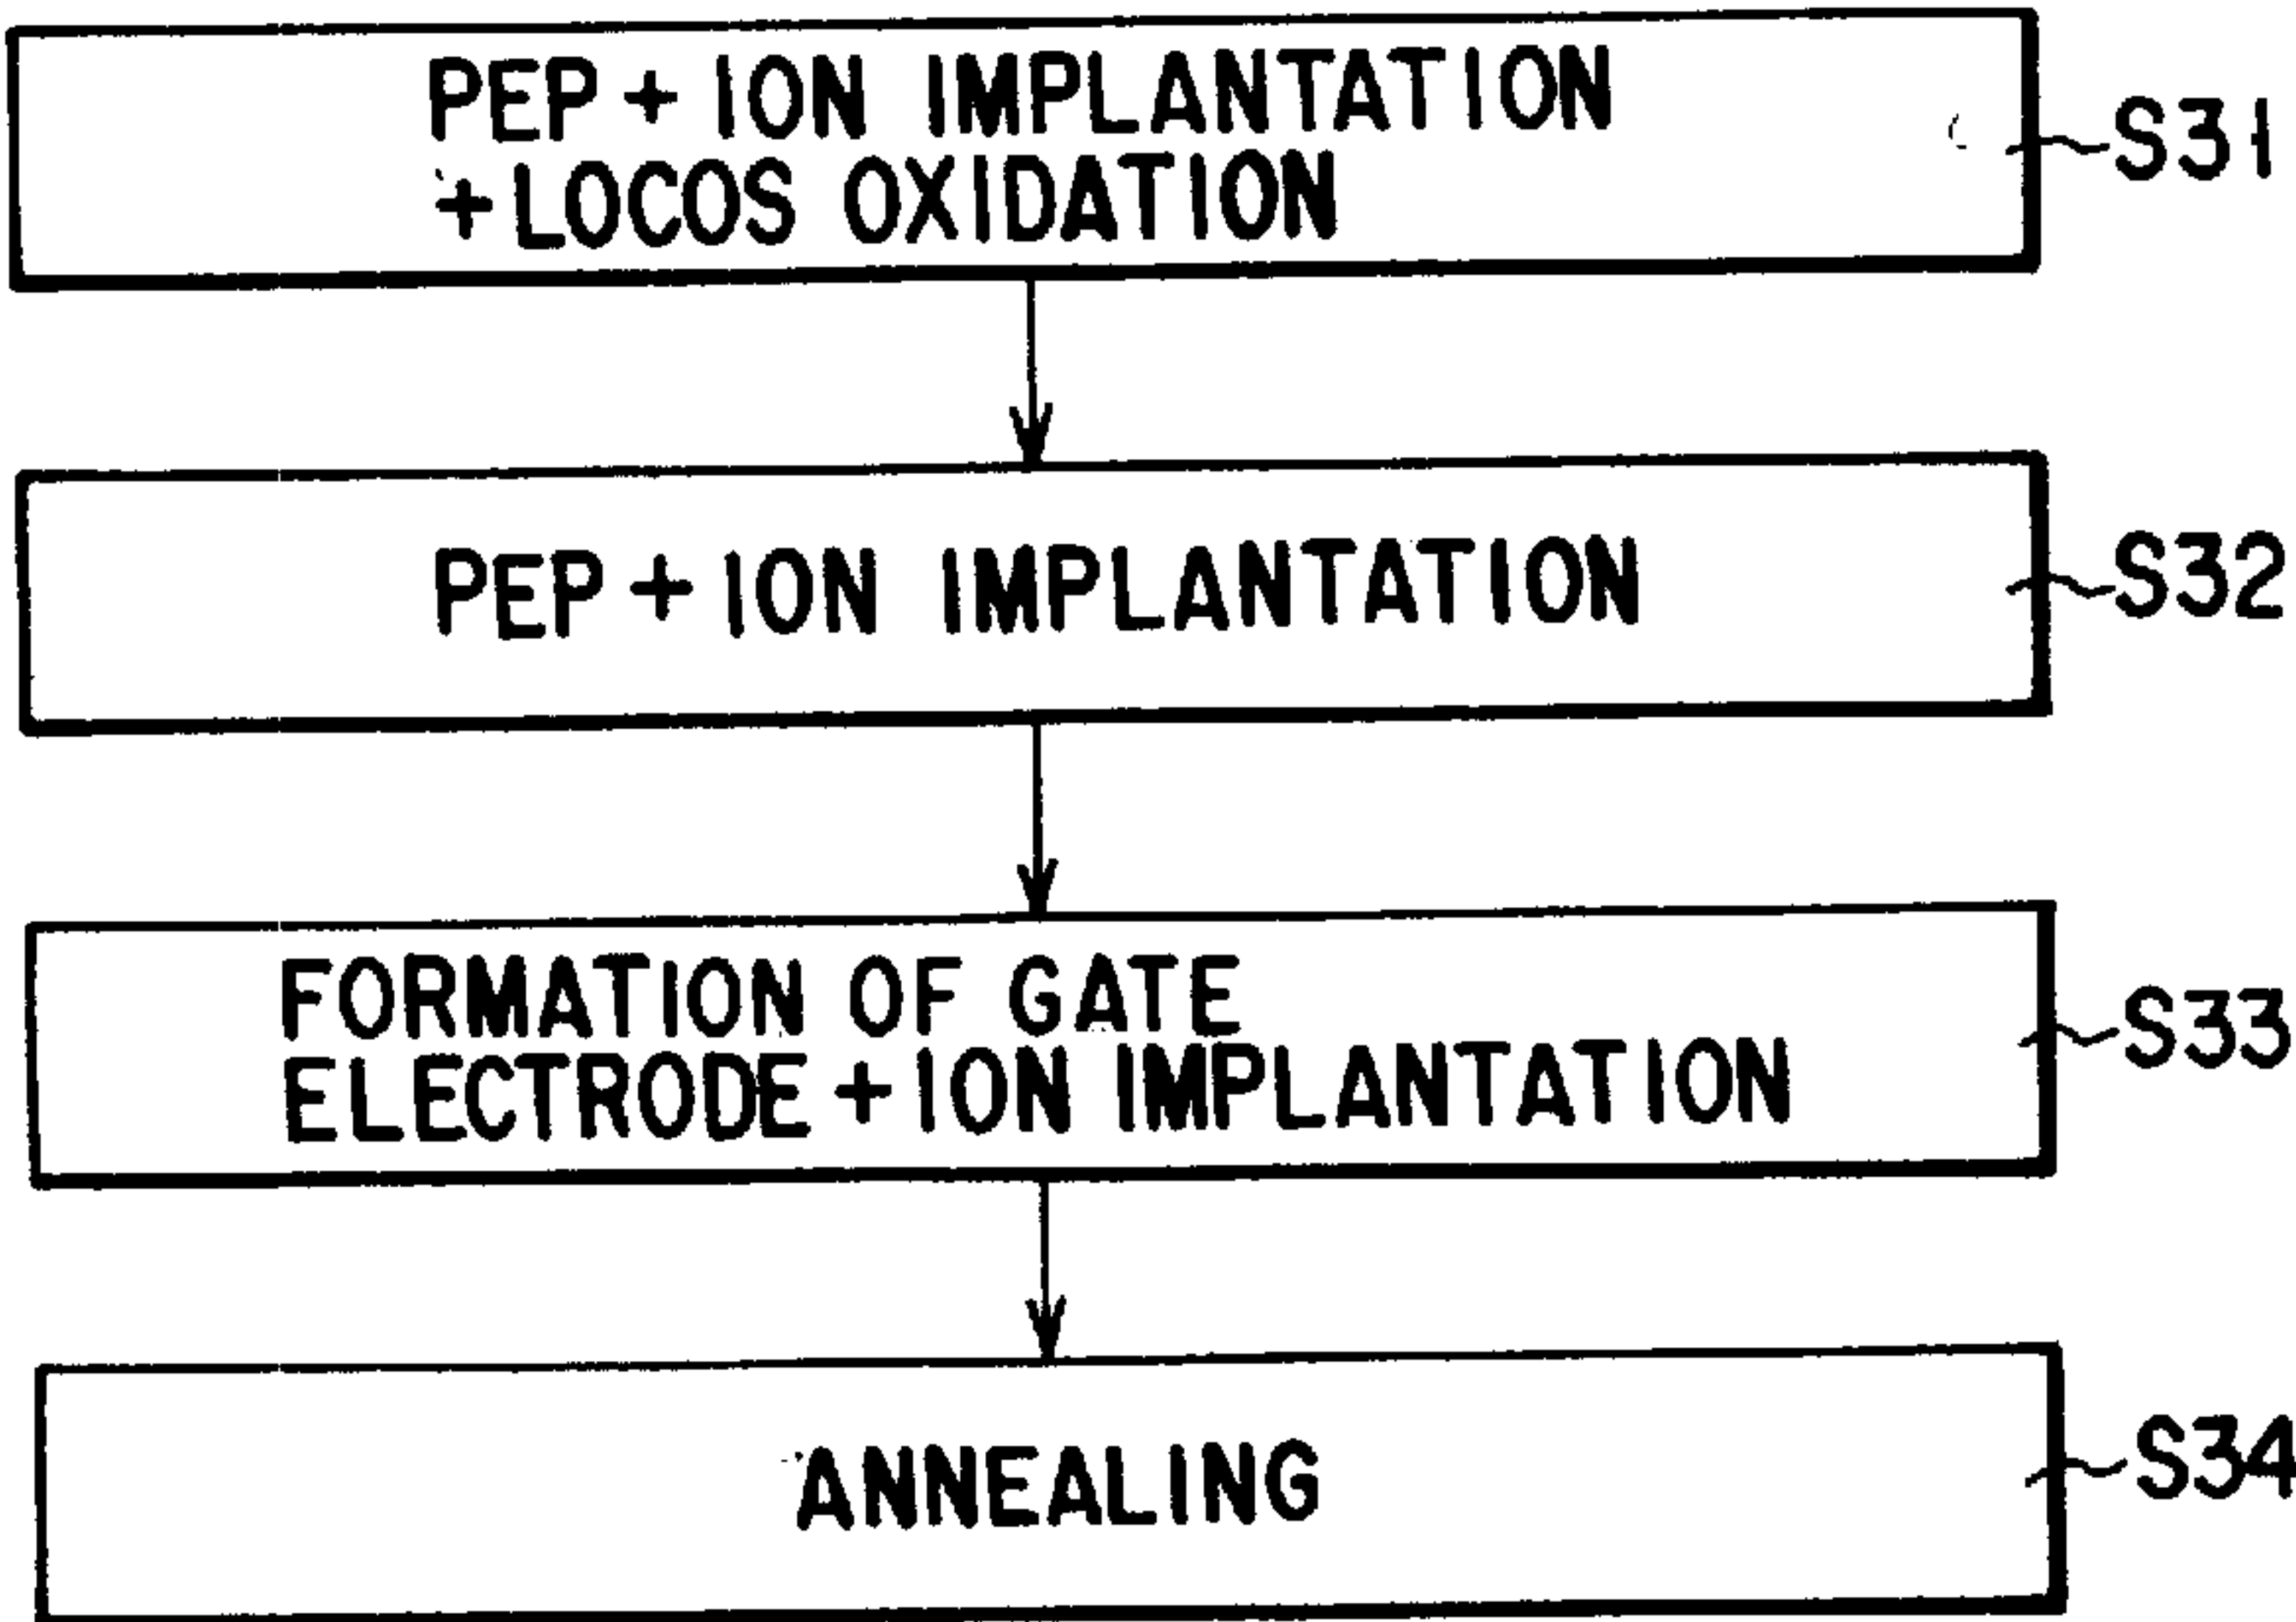 PEP + ION IMPLANTATION
+ LOCOS OXIDATION
S31
PEP + ION IMPLANTATION
S32
FORMATION OF GATE
ELECTRODE + ION IMPLANTATION
S33
ANNEALING
S34